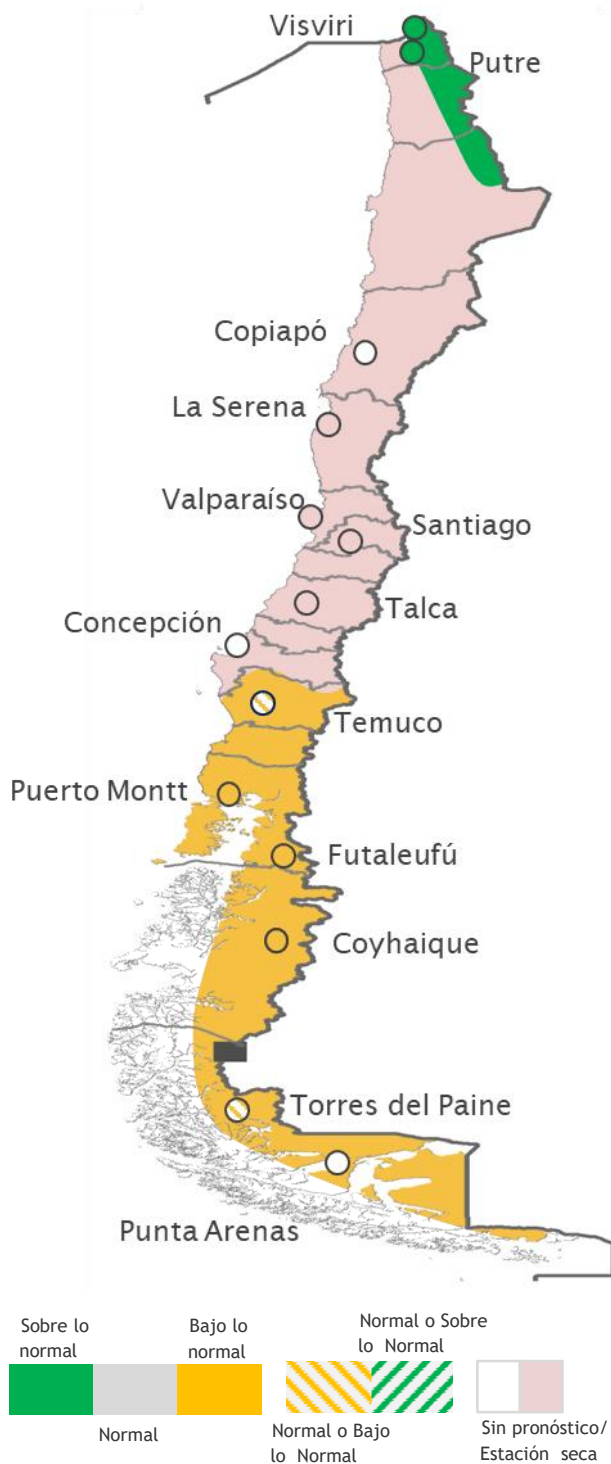 Visviri
Putre
Copiapó
La Serena
Valparaíso
Santiago
Talca
Concepción
Temuco
Puerto Montt
Futaleufú
Coyhaique
Torres del Paine
Punta Arenas
Sobre lo
normal
Normal
Bajo lo
normal
Normal o Bajo
lo Normal
Normal o Sobre
lo Normal
Sin pronóstico/
Estación seca